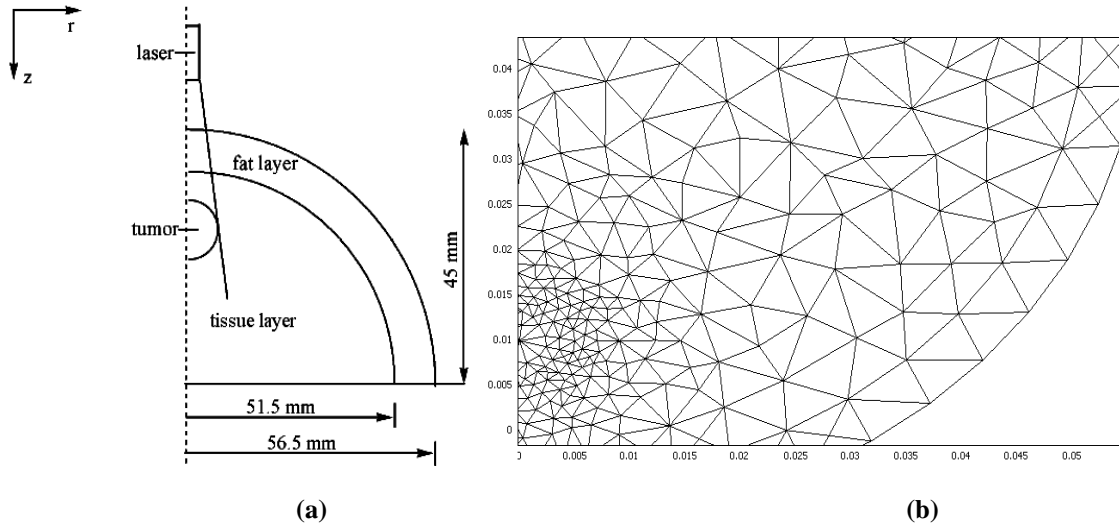 r
z
laser
fat layer
tumor
tissue layer
45 mm
51.5 mm
56.5 mm
(a)
0.04
0.035
0.03
0.025
0.02
0.015
0.01
0.005
0
0 0.005 0.01 0.015 0.02 0.025 0.03 0.035 0.04 0.045 0.05
(b)